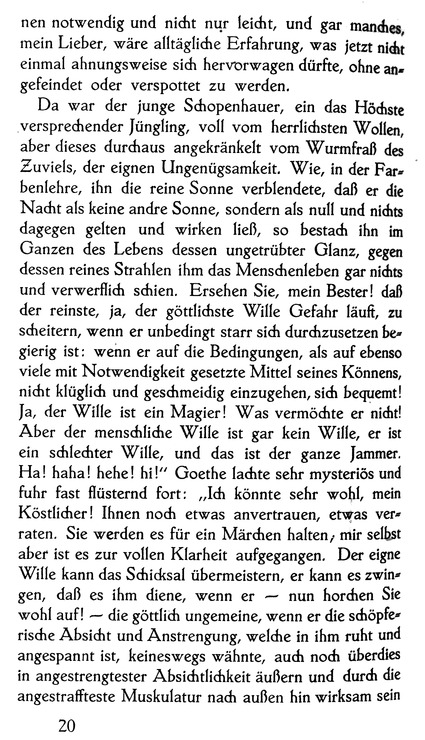 nen notwendig und nicht nur leicht, und gar manches,
mein Lieber, wäre alltägliche Erfahrung, was jetzt nicht
einmal ahnungsweise sich hervorwagen dürfte, ohne an-
gefeindet oder verspottet zu werden.
Da war der junge Schopenhauer, ein das Höchste
versprechender Jüngling, voll vom herrlichsten Wollen,
aber dieses durchaus angekränkelt vom Wurmfraß des
Zuviels, der eignen Ungenügsamkeit. Wie, in der Far-
benlehre, ihn die reine Sonne verblendete, daß er die
Nacht als keine andre Sonne, sondern als null und nichts
dagegen gelten und wirken ließ, so bestach ihn im
Ganzen des Lebens dessen ungetrübter Glanz, gegen
dessen reines Strahlen ihm das Menschenleben gar nichts
und verwerflich schien. Ersehen Sie, mein Bester! daß
der reinste, ja, der göttlichste Wille Gefahr läuft, zu
scheitern, wenn er unbedingt starr sich durchzusetzen be-
gierig ist: wenn er auf die Bedingungen, als auf ebenso
viele mit Notwendigkeit gesetzte Mittel seines Könnens,
nicht klüglich und geschmeidig einzugehen, sich bequemt!
Ja, der Wille ist ein Magier! Was vermöchte er nicht!
Aber der menschliche Wille ist gar kein Wille, er ist
ein schlechter Wille, und das ist der ganze Jammer.
Ha! haha! hehe! hi!“ Goethe lachte sehr mysteriös und
fuhr fast flüsternd fort: „Ich könnte sehr wohl, mein
Köstlicher! Ihnen noch etwas anvertrauen, etwas ver-
raten. Sie werden es für ein Märchen halten, mir selbst
aber ist es zur vollen Klarheit aufgegangen. Der eigne
Wille kann das Schicksal übermeistern, er kann es zwin-
gen, daß es ihm diene, wenn er — nun horchen Sie
wohl auf! — die göttlich ungemeine, wenn er die schöpfe-
rische Absicht und Anstrengung, welche in ihm ruht und
angespannt ist, keineswegs wähnte, auch noch überdies
in angestrengtester Absichtlichkeit äußern und durch die
angestraffteste Muskulatur nach außen hin wirksam sein
20